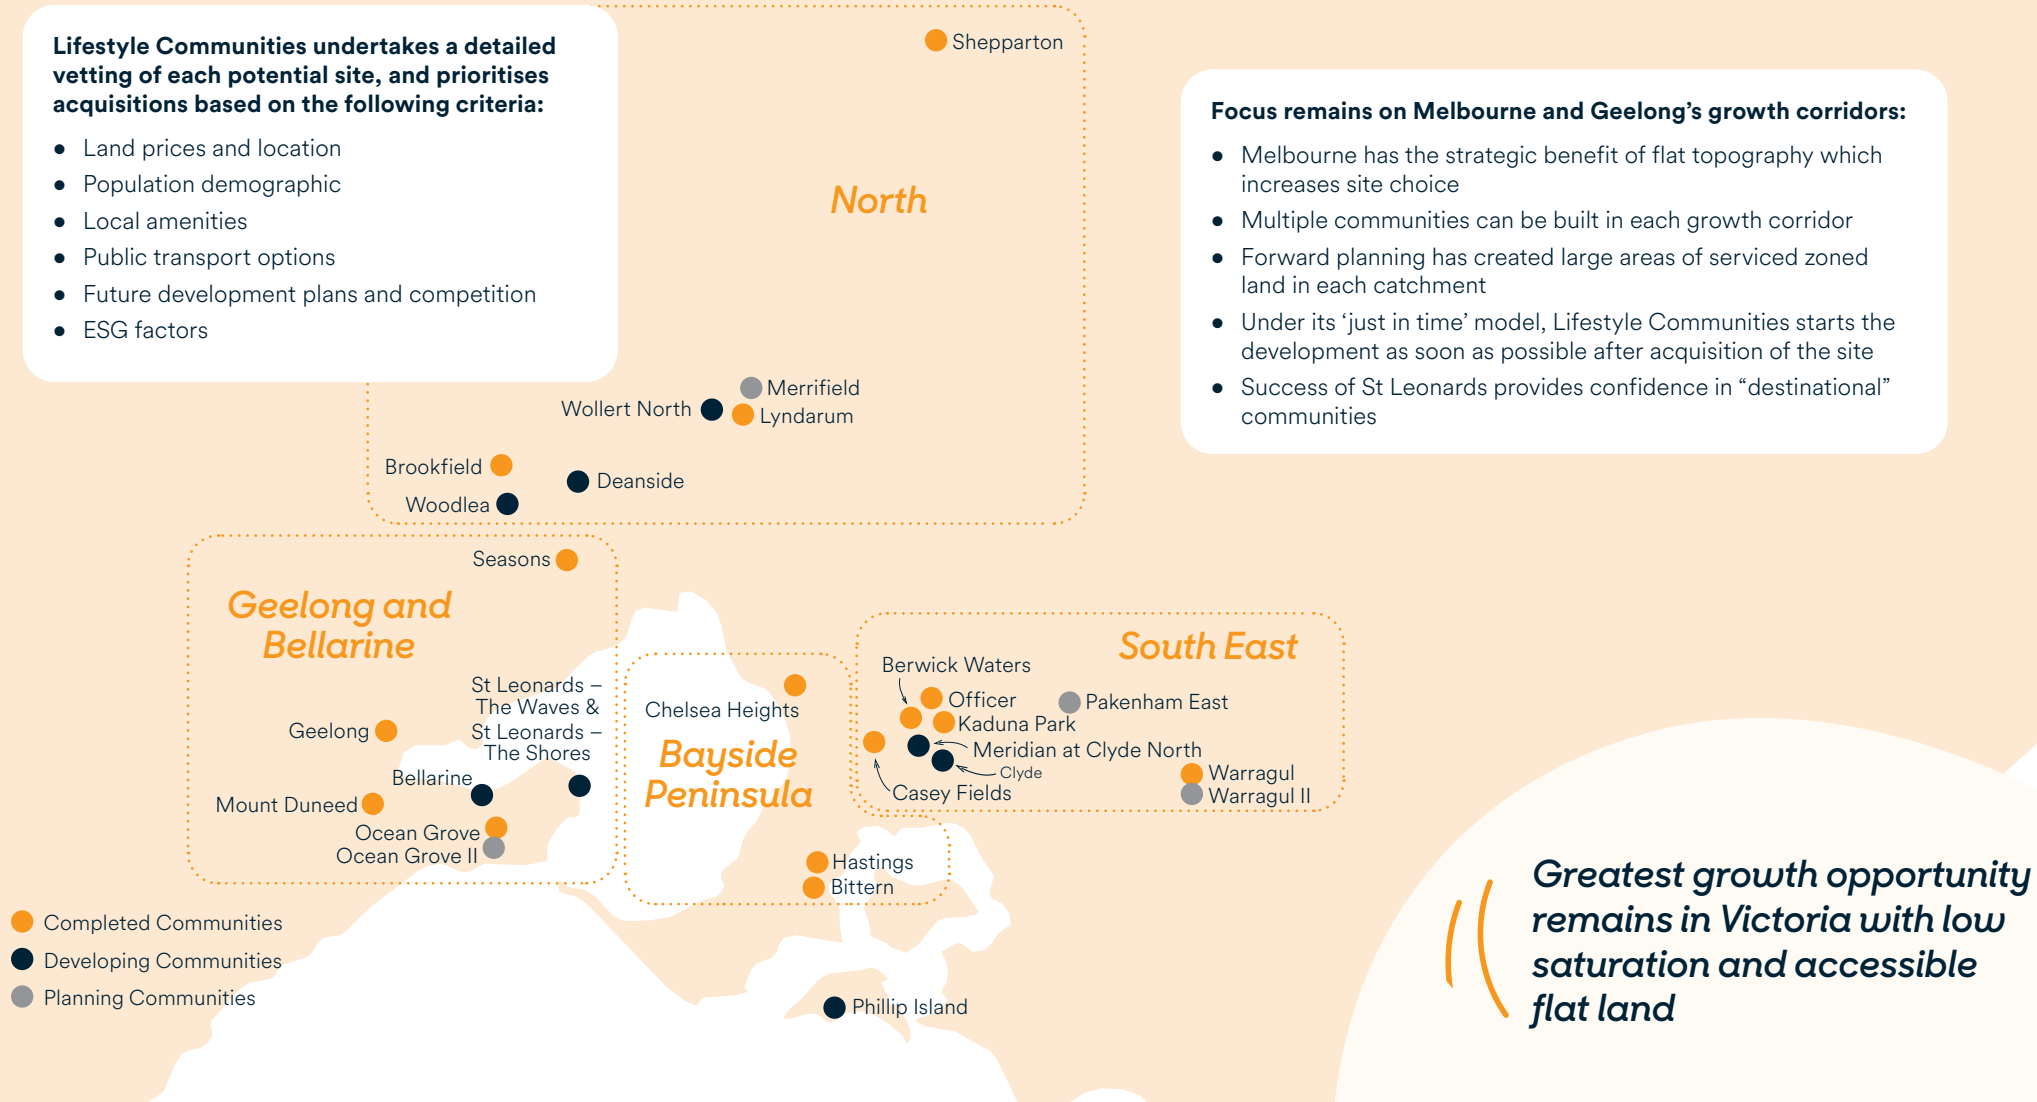 Lifestyle Communities undertakes a detailed
vetting of each potential site, and prioritises
acquisitions based on the following criteria:
● Land prices and location
● Population demographic
● Local amenities
● Public transport options
● Future development plans and competition
● ESG factors
Focus remains on Melbourne and Geelong’s growth corridors:
● Melbourne has the strategic benefit of flat topography which
increases site choice
● Multiple communities can be built in each growth corridor
● Forward planning has created large areas of serviced zoned
land in each catchment
● Under its ‘just in time’ model, Lifestyle Communities starts the
development as soon as possible after acquisition of the site
● Success of St Leonards provides confidence in “destinational”
communities
Shepparton
North
Merrifield
Wollert North
Lyndarum
Brookfield
Deanside
Woodlea
Seasons
Geelong and
Bellarine
St Leonards –
The Waves &
St Leonards –
The Shores
Geelong
Bellarine
Mount Duneed
Ocean Grove
Ocean Grove II
Chelsea Heights
Bayside
Peninsula
Hastings
Bittern
South East
Berwick Waters
Officer
Pakenham East
Kaduna Park
Meridian at Clyde North
Clyde
Casey Fields
Warragul
Warragul II
Phillip Island
Completed Communities
Developing Communities
Planning Communities
Greatest growth opportunity
remains in Victoria with low
saturation and accessible
flat land